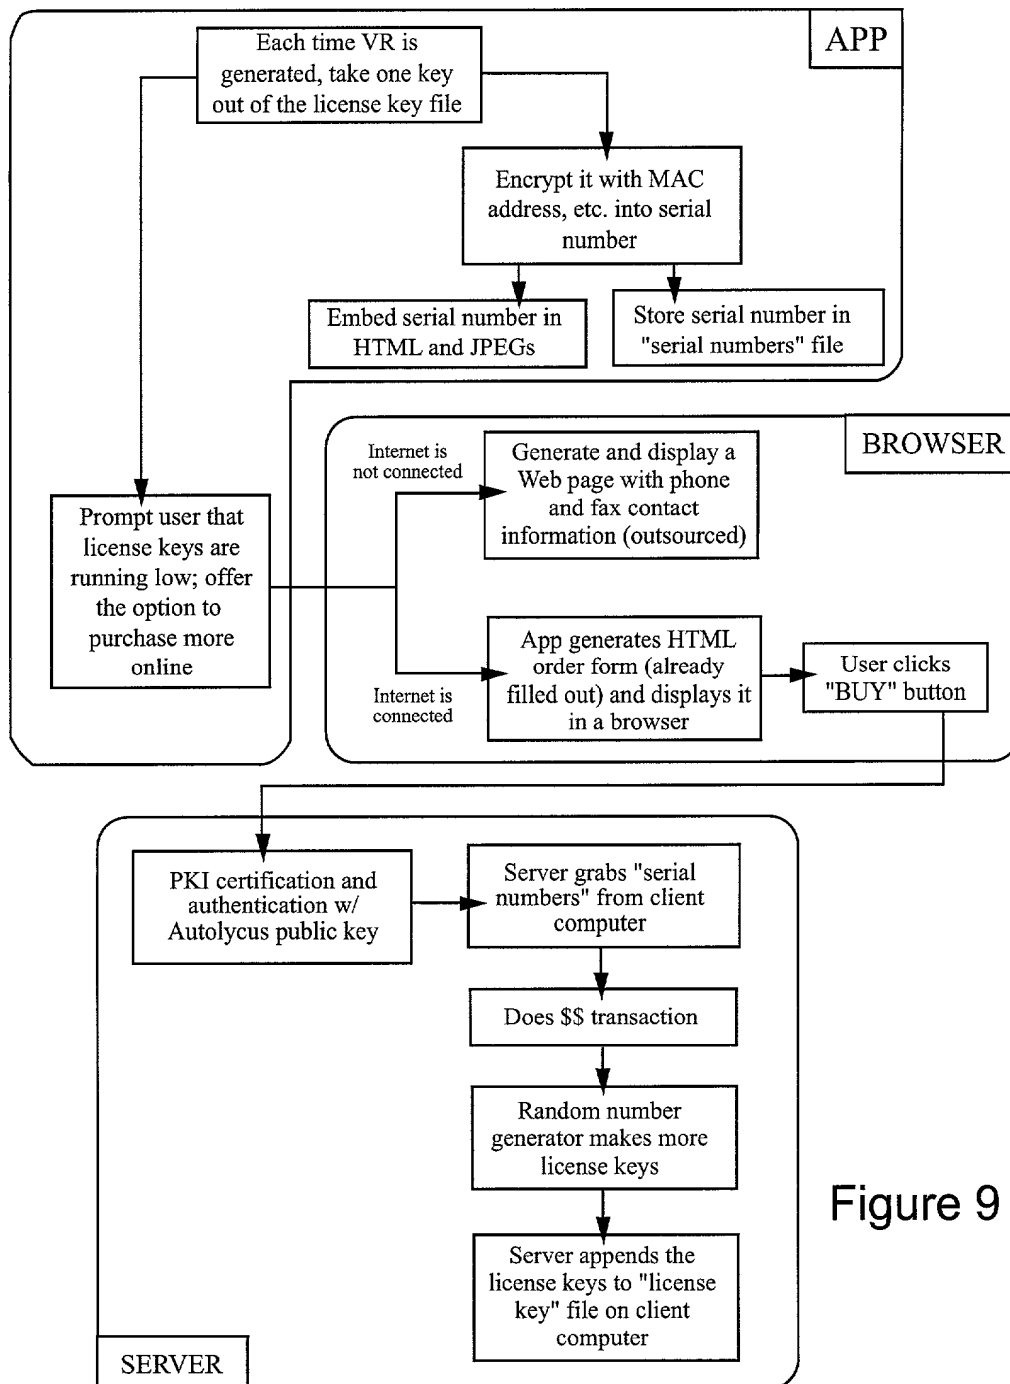 APP
Each time VR is
generated, take one key
out of the license key file
Encrypt it with MAC
address, etc. into serial
number
Embed serial number in
HTML and JPEGs
Store serial number in
"serial numbers" file
BROWSER
Internet is
not connected
Generate and display a
Web page with phone
and fax contact
information (outsourced)
Prompt user that
license keys are
running low; offer
the option to
purchase more
online
Internet is
connected
App generates HTML
order form (already
filled out) and displays it
in a browser
User clicks
"BUY" button
PKI certification and
authentication w/
Autolycus public key
Server grabs "serial
numbers" from client
computer
Does $$ transaction
Random number
generator makes more
license keys
Server appends the
license keys to "license
key" file on client
computer
SERVER
Figure 9